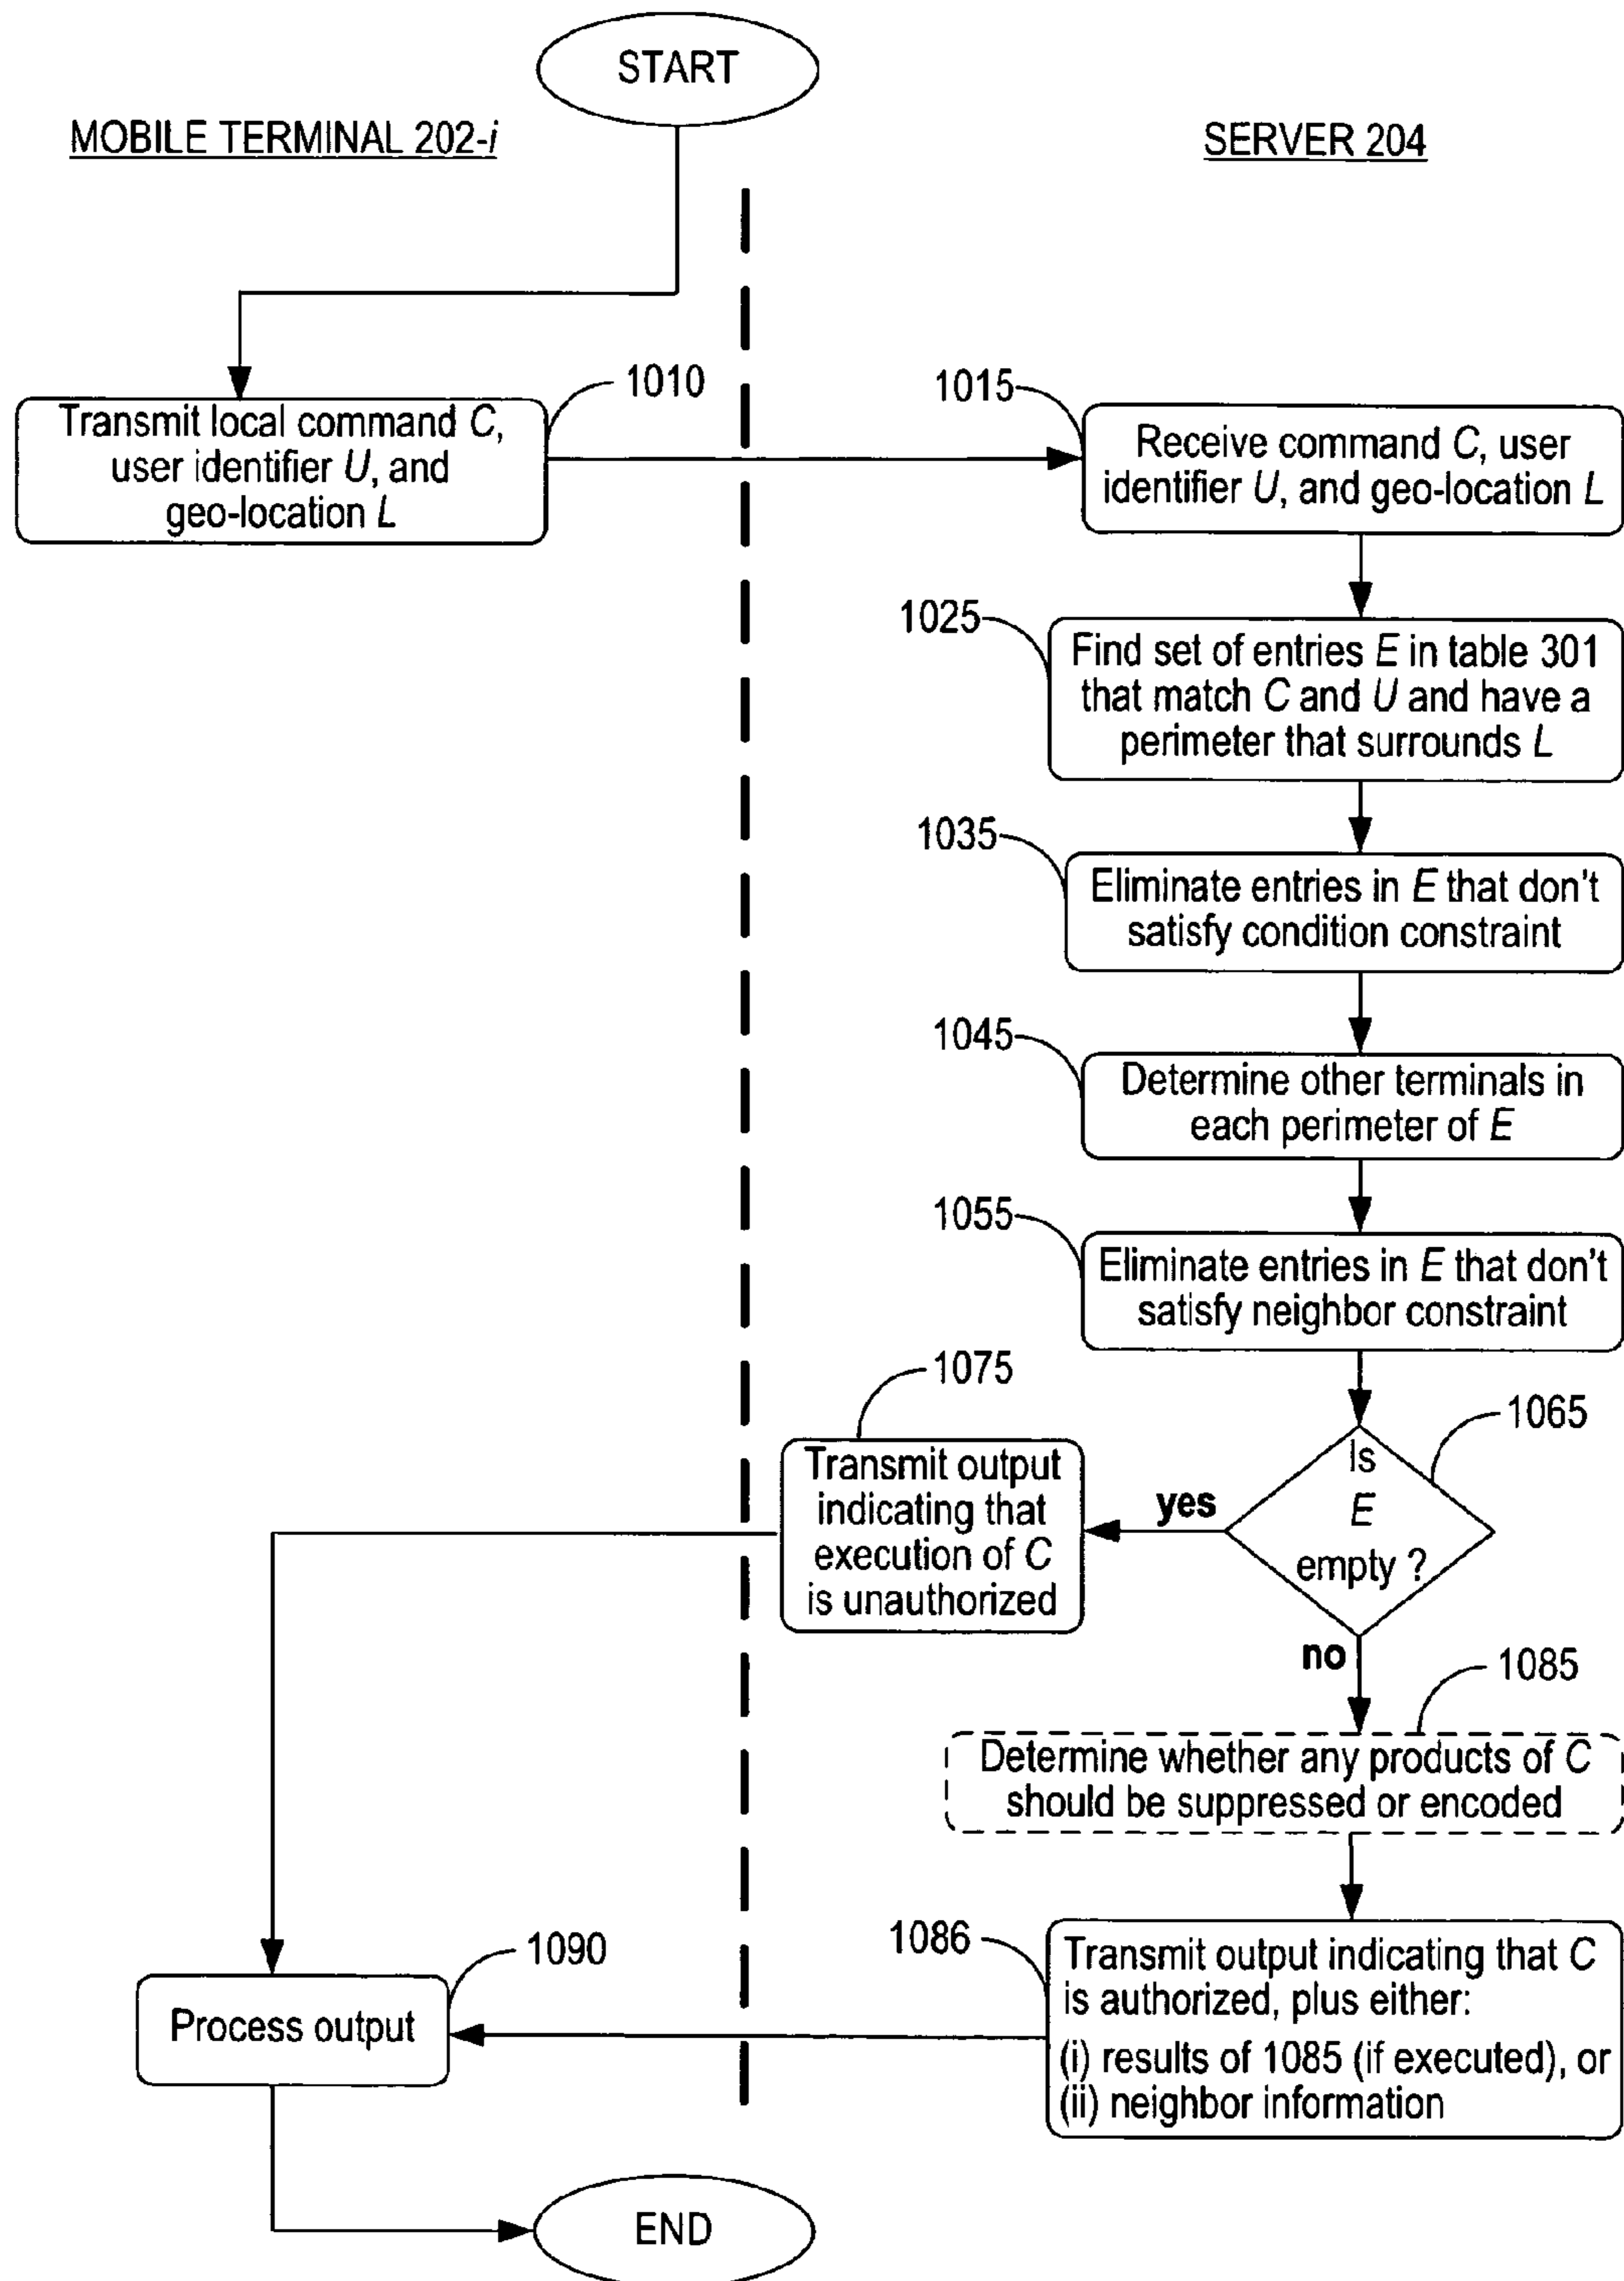 START
MOBILE TERMINAL 202-i
SERVER 204
1010
1015
Transmit local command C,
user identifier U, and
geo-location L
Receive command C, user
identifier U, and geo-location L
1025
Find set of entries E in table 301
that match C and U and have a
perimeter that surrounds L
1035
Eliminate entries in E that don't
satisfy condition constraint
1045
Determine other terminals in
each perimeter of E
1055
Eliminate entries in E that don't
satisfy neighbor constraint
1075
1065
Transmit output
indicating that
execution of C
is unauthorized
yes
Is
E
empty ?
no
1085
Determine whether any products of C
should be suppressed or encoded
1090
1086
Process output
Transmit output indicating that C
is authorized, plus either:
(i) results of 1085 (if executed), or
(ii) neighbor information
END